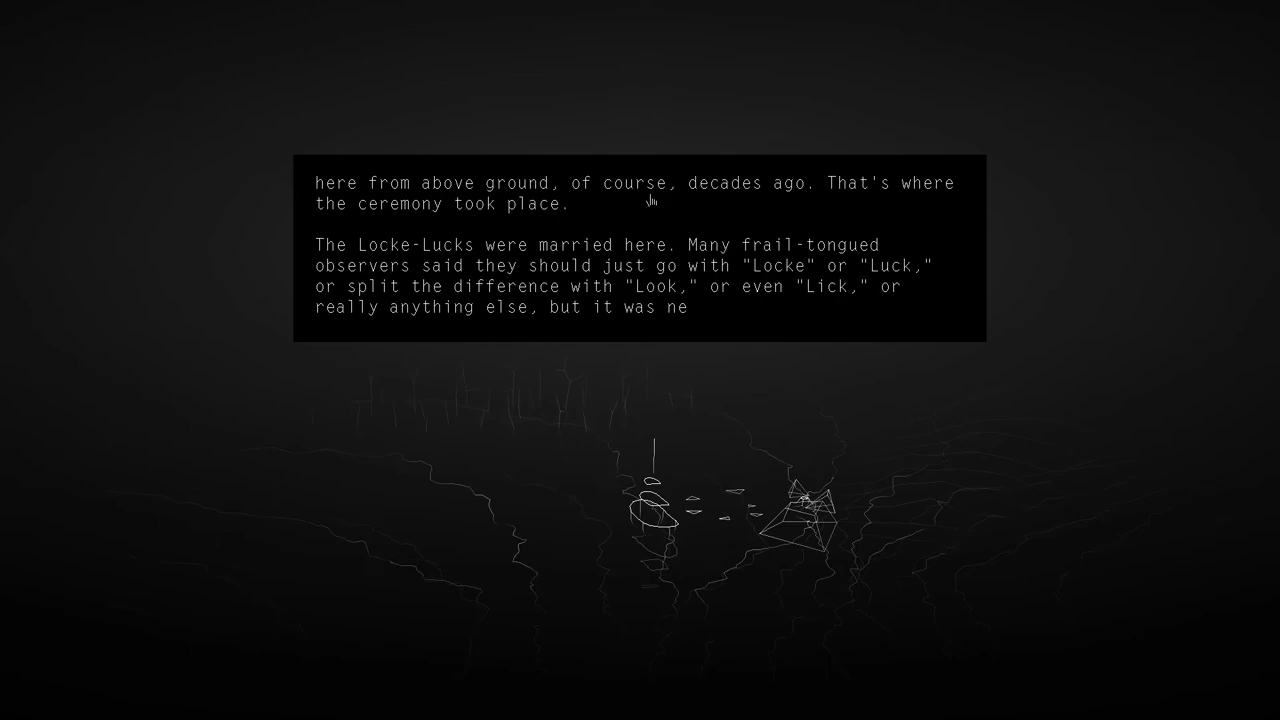 here from above ground, of course, decades ago. That's where
the ceremony took place.
The Locke-Lucks were married here. Many frail-tongued
observers said they should just go with "Locke" or "Luck,"
or split the difference with "Look," or even "Lick," or
really anything else, but it was ne